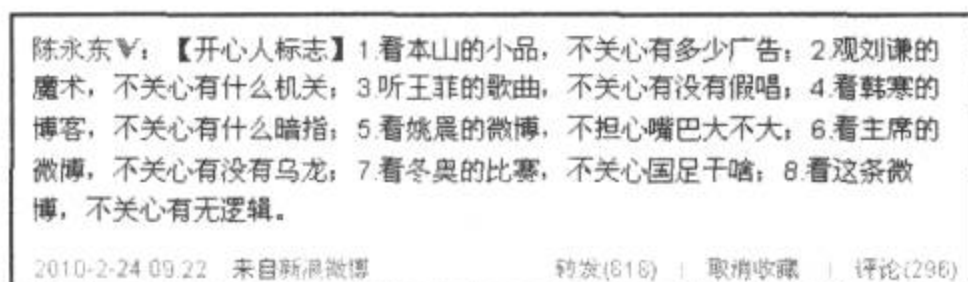 陈永东V：【开心人标志】1.看本山的小品，不关心有多少广告；2.观刘谦的
魔术，不关心有什么机关；3.听王菲的歌曲，不关心有没有假唱；4.看韩寒的
博客，不关心有什么暗指；5.看姚晨的微博，不担心嘴巴大不大；6.看主席的
微博，不关心有没有乌龙；7.看冬奥的比赛，不关心国足干啥；8.看这条微
博，不关心有无逻辑。
2010-2-24 09:22 来自新浪微博 转发(818) | 取消收藏 | 评论(296)